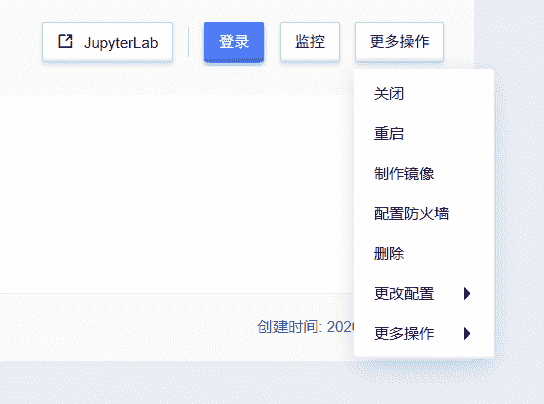 JupyterLab
登录
监控
更多操作
关闭
重启
制作镜像
配置防火墙
删除
更改配置
更多操作
创建时间: 202